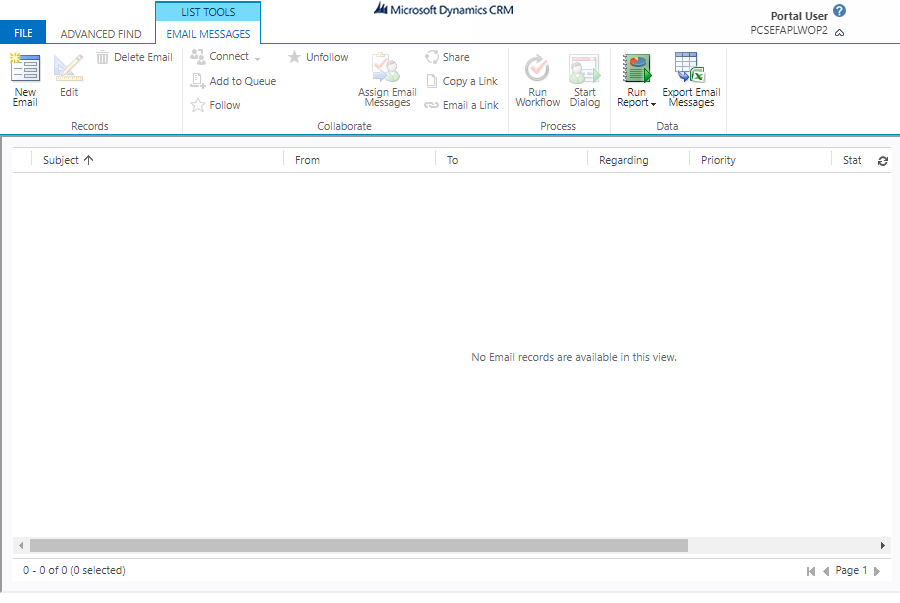 LIST TOOLS
Microsoft Dynamics CRM
Portal User
PCSEFAPLWOP2
FILE
ADVANCED FIND
EMAIL MESSAGES
New
Email
Edit
Delete Email
Records
Connect
Add to Queue
Follow
Unfollow
Assign Email
Messages
Share
Copy a Link
Email a Link
Collaborate
Run
Workflow
Start
Dialog
Process
Run
Report
Export Email
Messages
Data
Subject From To Regarding Priority Stat
No Email records are available in this view.
0 - 0 of 0 (0 selected)
Page 1